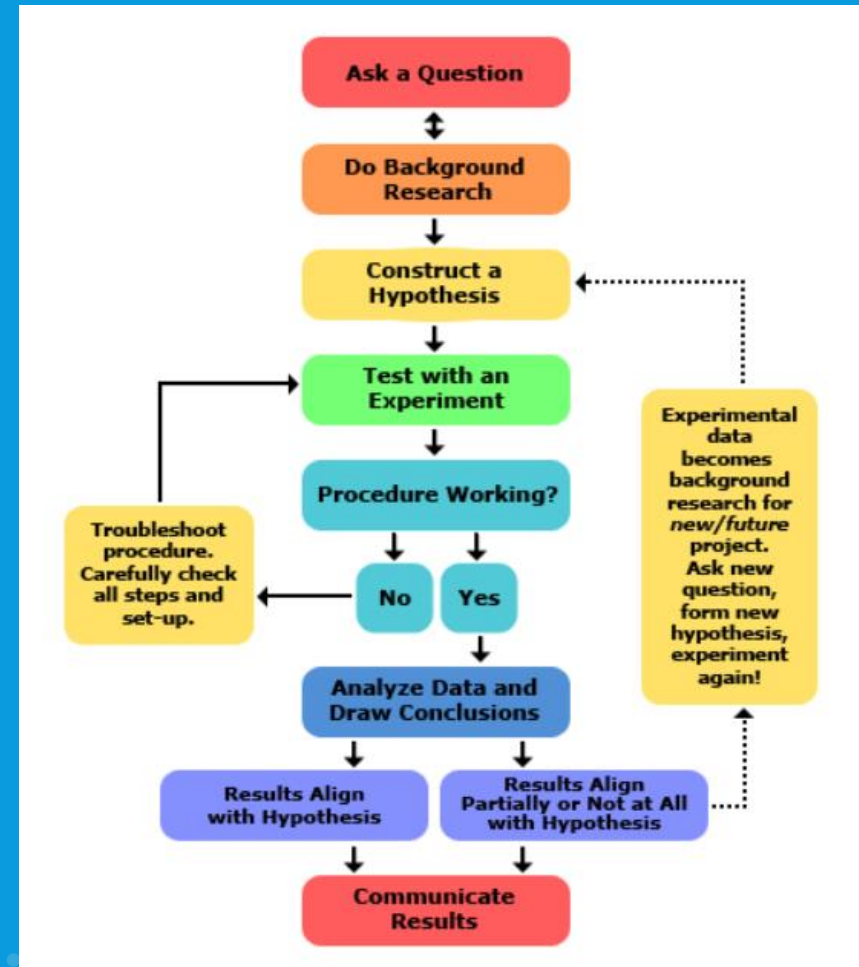 Ask a Question
Do Background
Research
Construct a
Hypothesis
Test with an
Experiment
Procedure Working?
No
Yes
Troubleshoot
procedure.
Carefully check
all steps and
set-up.
Analyze Data and
Draw Conclusions
Results Align
with Hypothesis
Results Align
Partially or Not at All
with Hypothesis
Experimental
data
becomes
background
research for
new/future
project.
Ask new
question,
form new
hypothesis,
experiment
again!
Communicate
Results